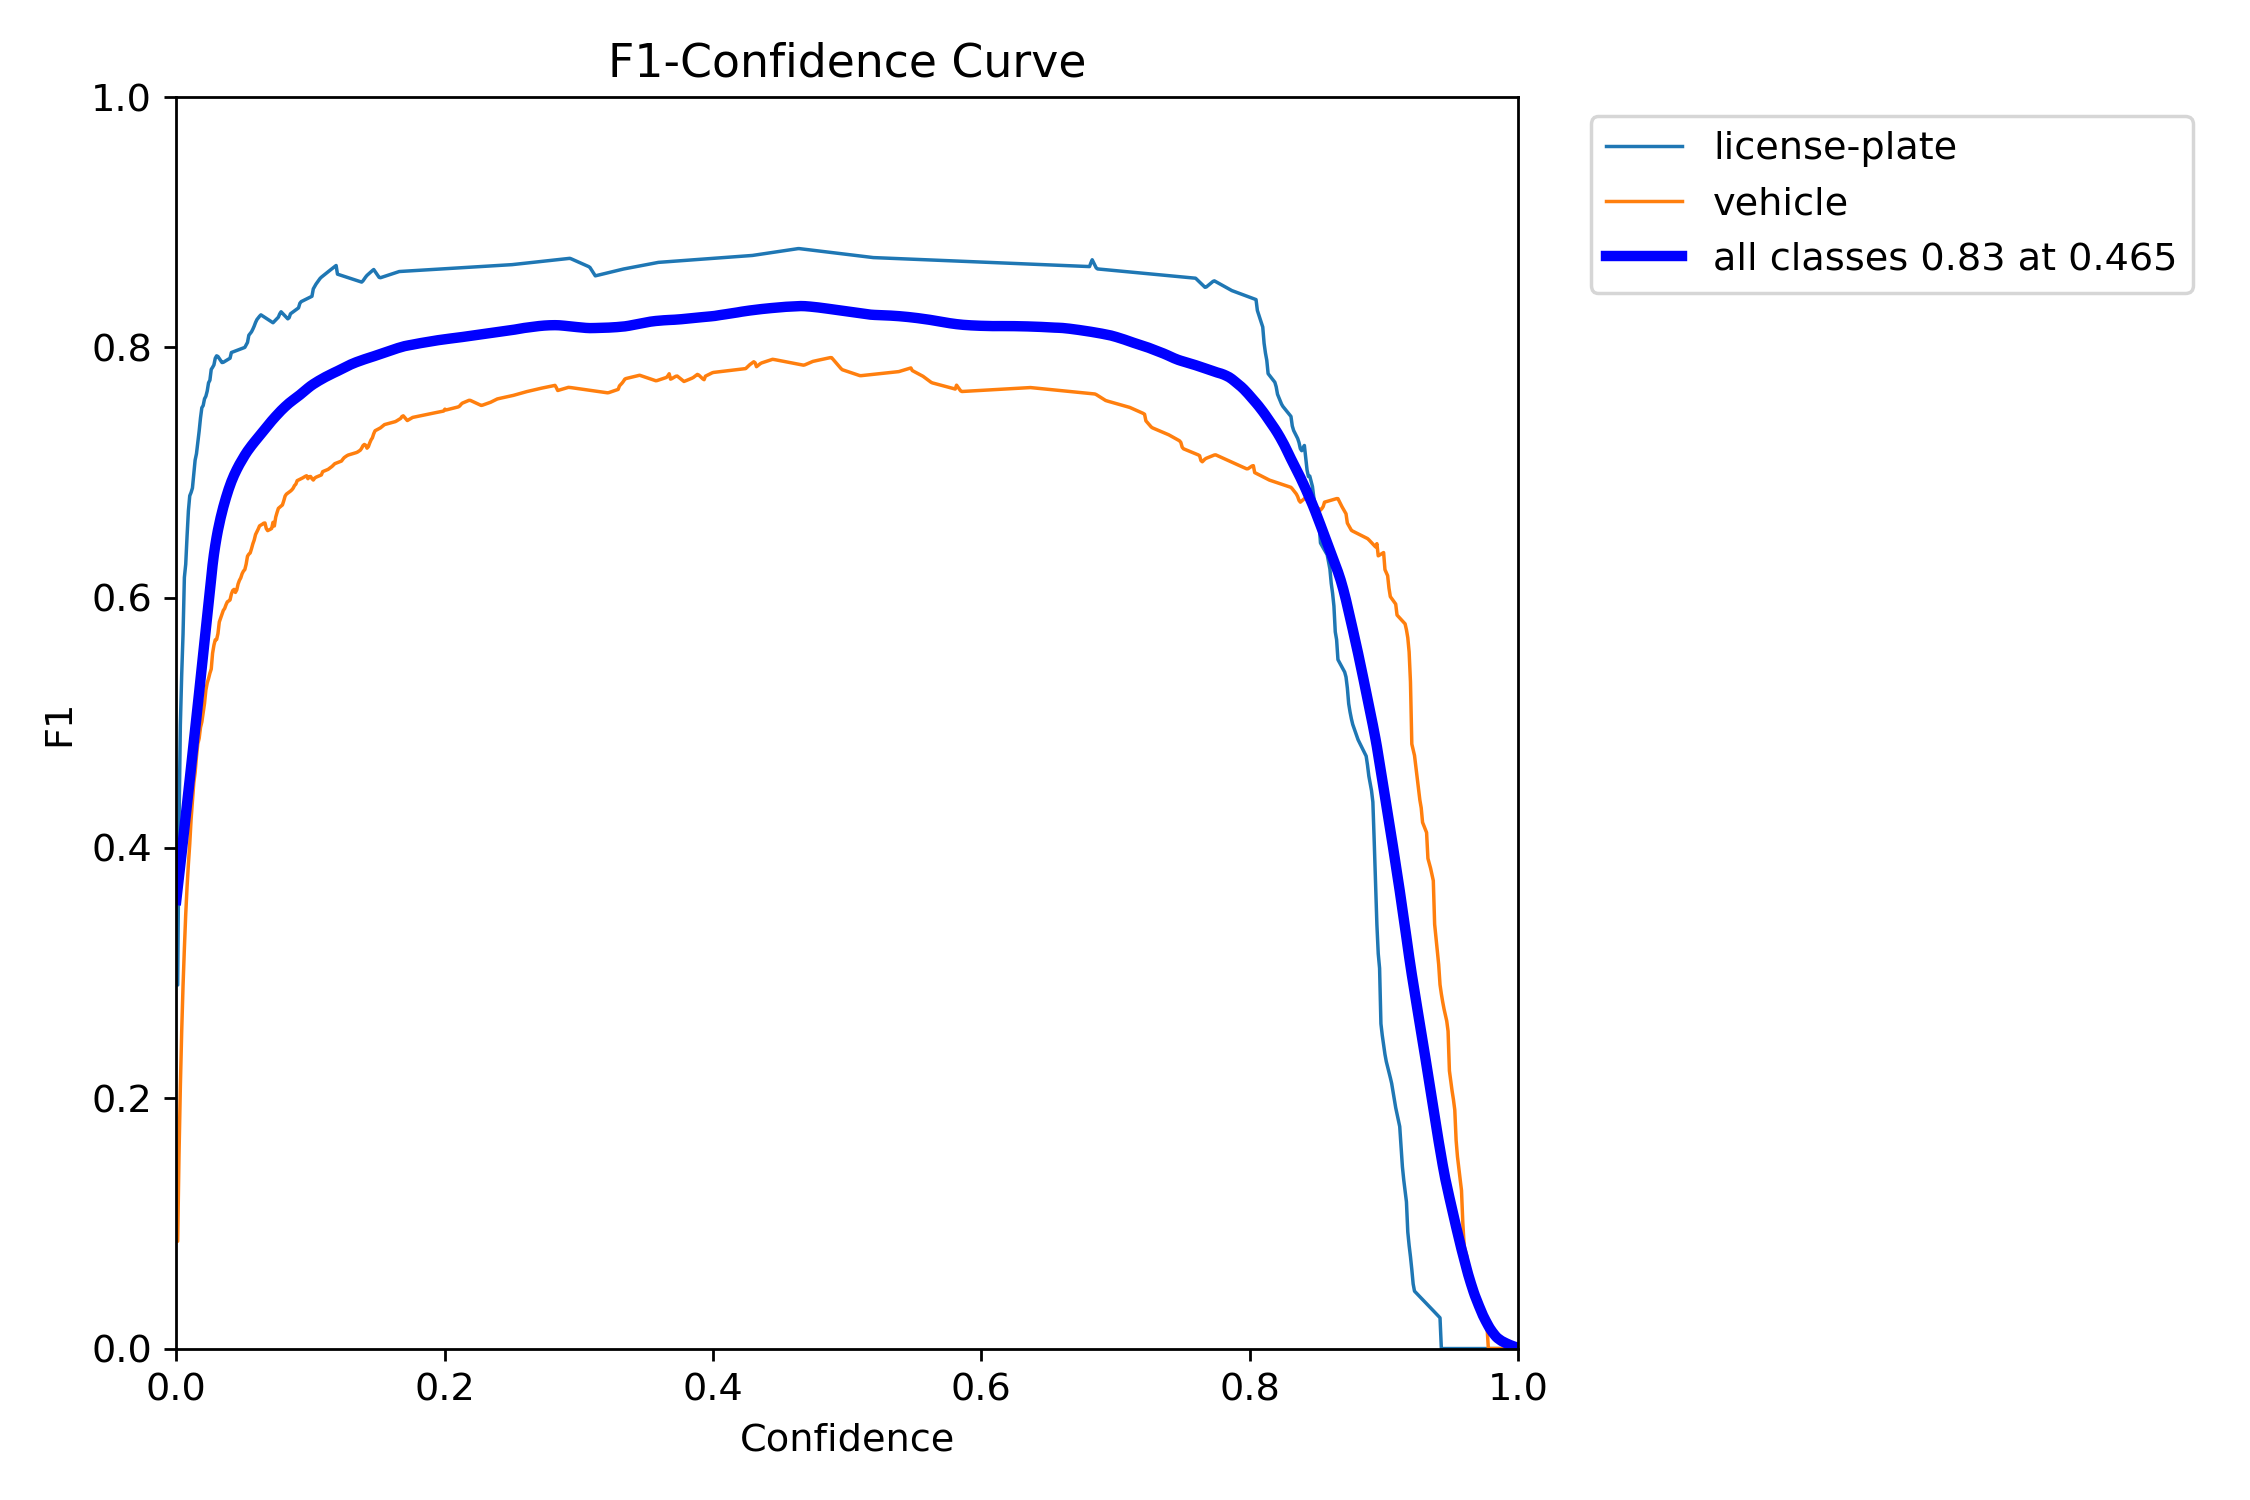 F1-Confidence Curve
1.0
0.8
0.6
0.4
0.2
0.0
F1
0.0 0.2 0.4 0.6 0.8 1.0
Confidence
license-plate
vehicle
all classes 0.83 at 0.465